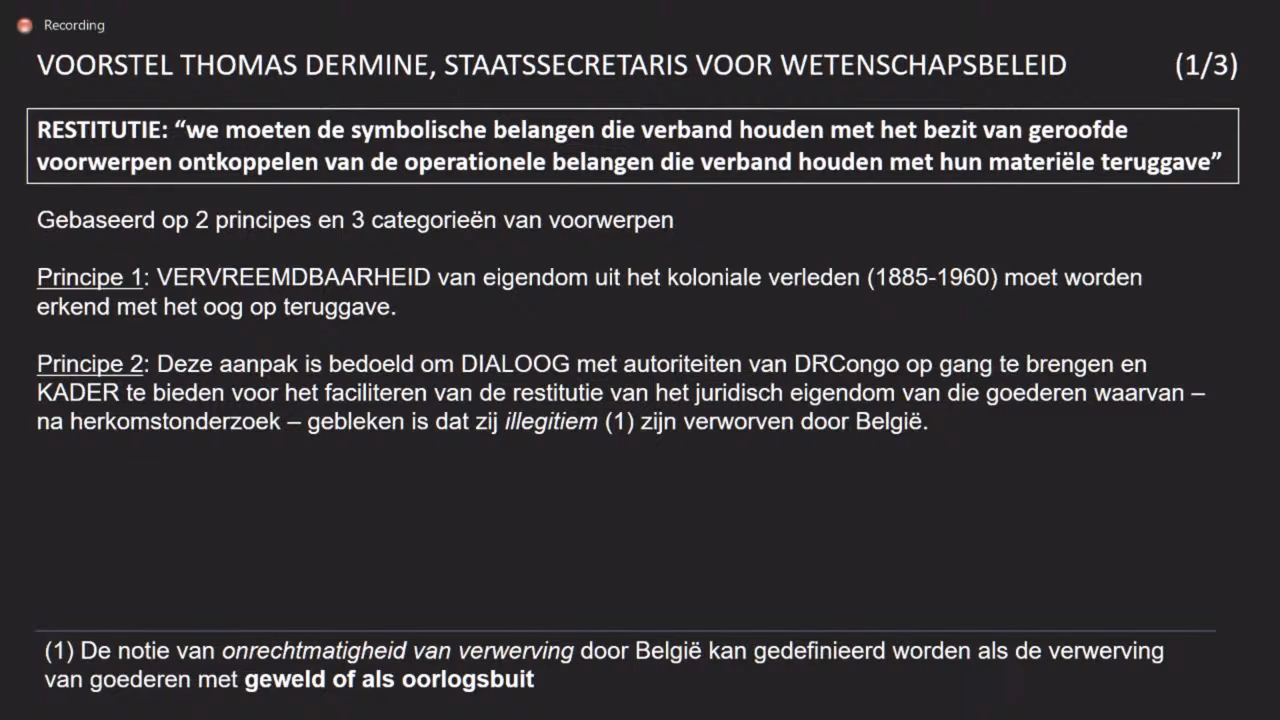 Recording
VOORSTEL THOMAS DERMINE, STAATSSECRETARIS VOOR WETENSCHAPSBELEID (1/3)
RESTITUTIE: “we moeten de symbolische belangen die verband houden met het bezit van geroofde
voorwerpen ontkoppelen van de operationele belangen die verband houden met hun materiële teruggave”
Gebaseerd op 2 principes en 3 categorieën van voorwerpen
Principe 1: VERVREEMDBAARHEID van eigendom uit het koloniale verleden (1885-1960) moet worden
erkend met het oog op teruggave.
Principe 2: Deze aanpak is bedoeld om DIALOOG met autoriteiten van DRCongo op gang te brengen en
KADER te bieden voor het faciliteren van de restitutie van het juridisch eigendom van die goederen waarvan –
na herkomstonderzoek – gebleken is dat zij illegitiem (1) zijn verworven door België.
(1) De notie van onrechtmatigheid van verwerving door België kan gedefinieerd worden als de verwerving
van goederen met geweld of als oorlogsbuit